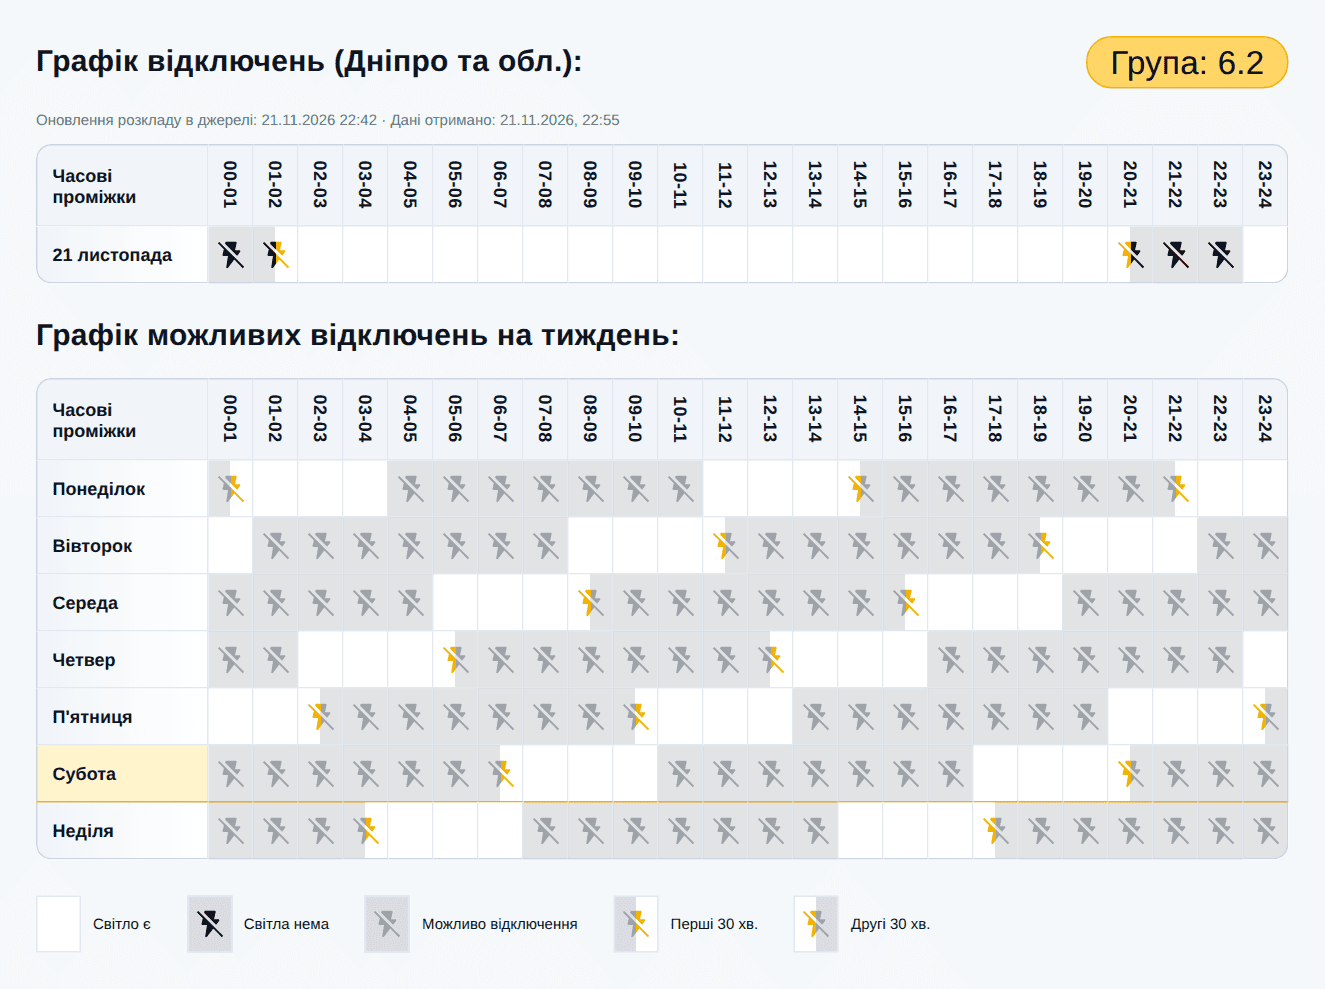 Графік відключень (Дніпро та обл.):
Група: 6.2
Оновлення розкладу в джерелі: 21.11.2026 22:42 · Дані отримано: 21.11.2026, 22:55
Часові
проміжки
00-01 01-02 02-03 03-04 04-05 05-06 06-07 07-08 08-09 09-10 10-11 11-12 12-13 13-14 14-15 15-16 16-17 17-18 18-19 19-20 20-21 21-22 22-23 23-24
21 листопада
Графік можливих відключень на тиждень:
Часові
проміжки
00-01 01-02 02-03 03-04 04-05 05-06 06-07 07-08 08-09 09-10 10-11 11-12 12-13 13-14 14-15 15-16 16-17 17-18 18-19 19-20 20-21 21-22 22-23 23-24
Понеділок
Вівторок
Середа
Четвер
П'ятниця
Субота
Неділя
Світло є
Світла нема
Можливо відключення
Перші 30 хв.
Другі 30 хв.